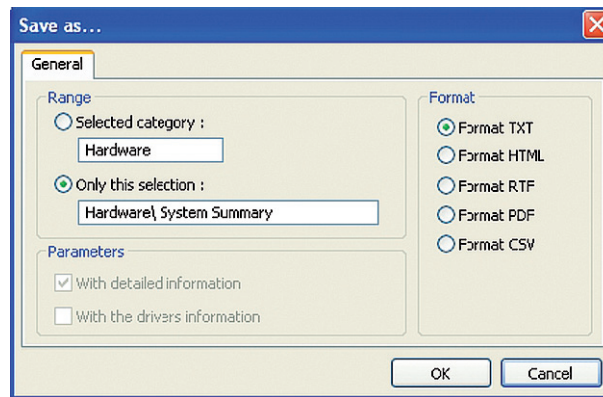 Save as...
General
Range
Selected category :
Hardware
Only this selection :
Hardware\ System Summary
Parameters
With detailed information
With the drivers information
Format
Format TXT
Format HTML
Format RTF
Format PDF
Format CSV
OK
Cancel